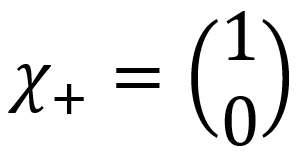 χ₊ = (1
0)